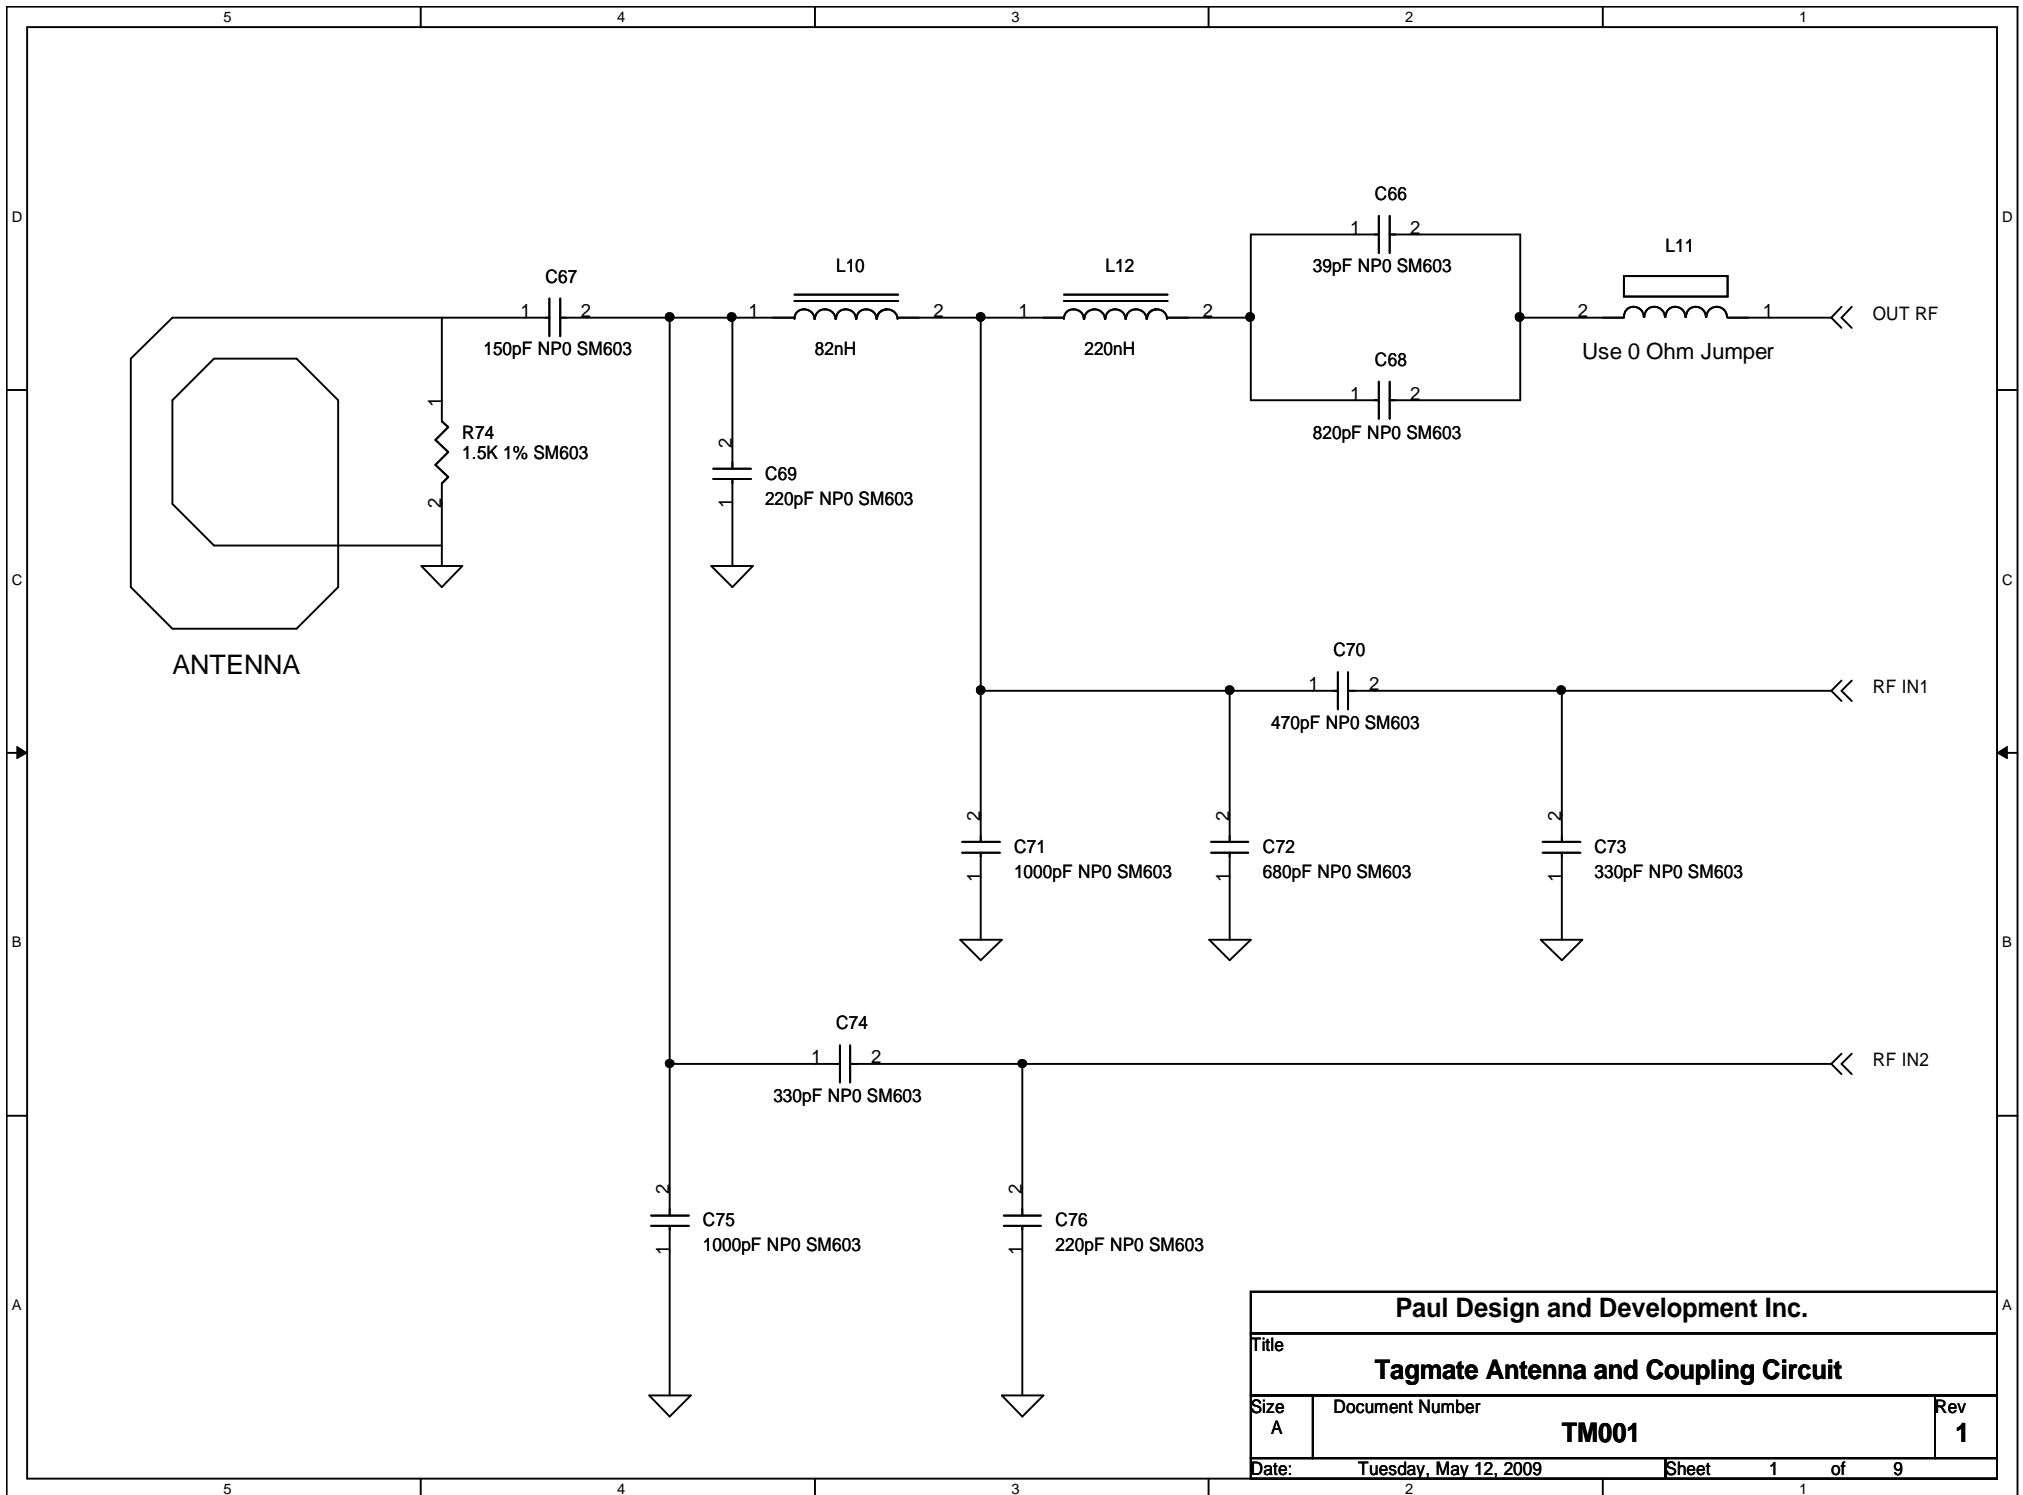 5 4 3 2 1
D D
C66
1 2
39pF NP0 SM603
L11
C67
L10
L12
1 2
1 2
1 2
2 1
OUT RF
150pF NP0 SM603
82nH
220nH
Use 0 Ohm Jumper
C68
1 2
820pF NP0 SM603
1
R74
1.5K 1% SM603
2
2
C69
220pF NP0 SM603
1
C C
ANTENNA
C70
1 2
RF IN1
470pF NP0 SM603
2
C71
1000pF NP0 SM603
1
2
C72
680pF NP0 SM603
1
2
C73
330pF NP0 SM603
1
B B
C74
1 2
RF IN2
330pF NP0 SM603
2
C75
1000pF NP0 SM603
1
2
C76
220pF NP0 SM603
1
A A
Paul Design and Development Inc.
Title
Tagmate Antenna and Coupling Circuit
Size
A
Document Number
TM001
Rev
1
Date: Tuesday, May 12, 2009 Sheet 1 of 9
5 4 3 2 1